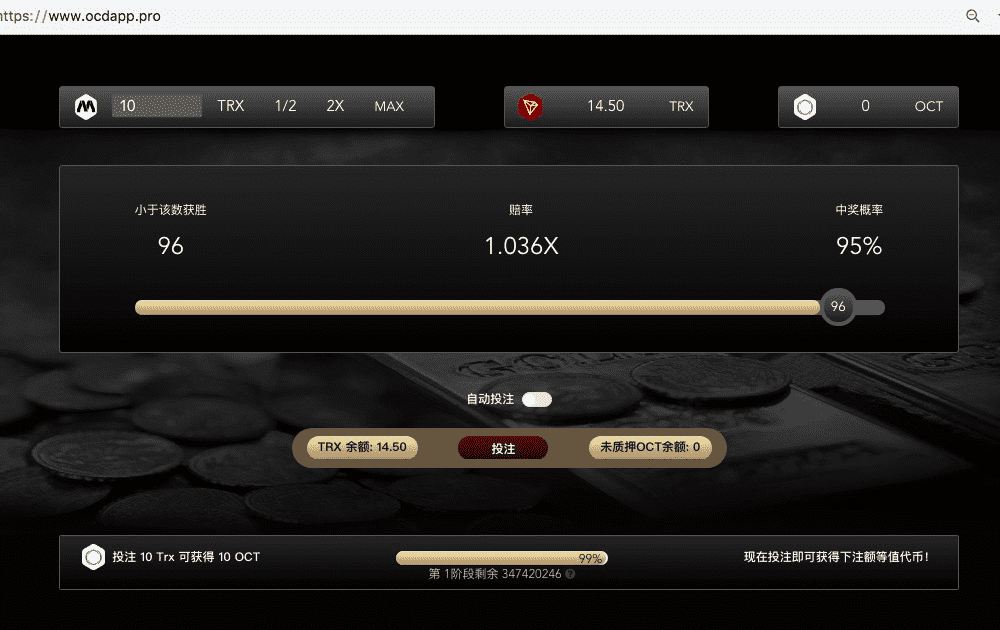 https://www.ocdapp.pro
10 TRX 1/2 2X MAX 14.50 TRX 0 OCT
小于该数获胜 赔率 中奖概率
96 1.036X 95%
96
自动投注
TRX 余额: 14.50 投注 未质押OCT余额: 0
投注 10 Trx 可获得 10 OCT 99% 现在投注即可获得下注额等值代币!
第 1阶段剩余 347420246 ?